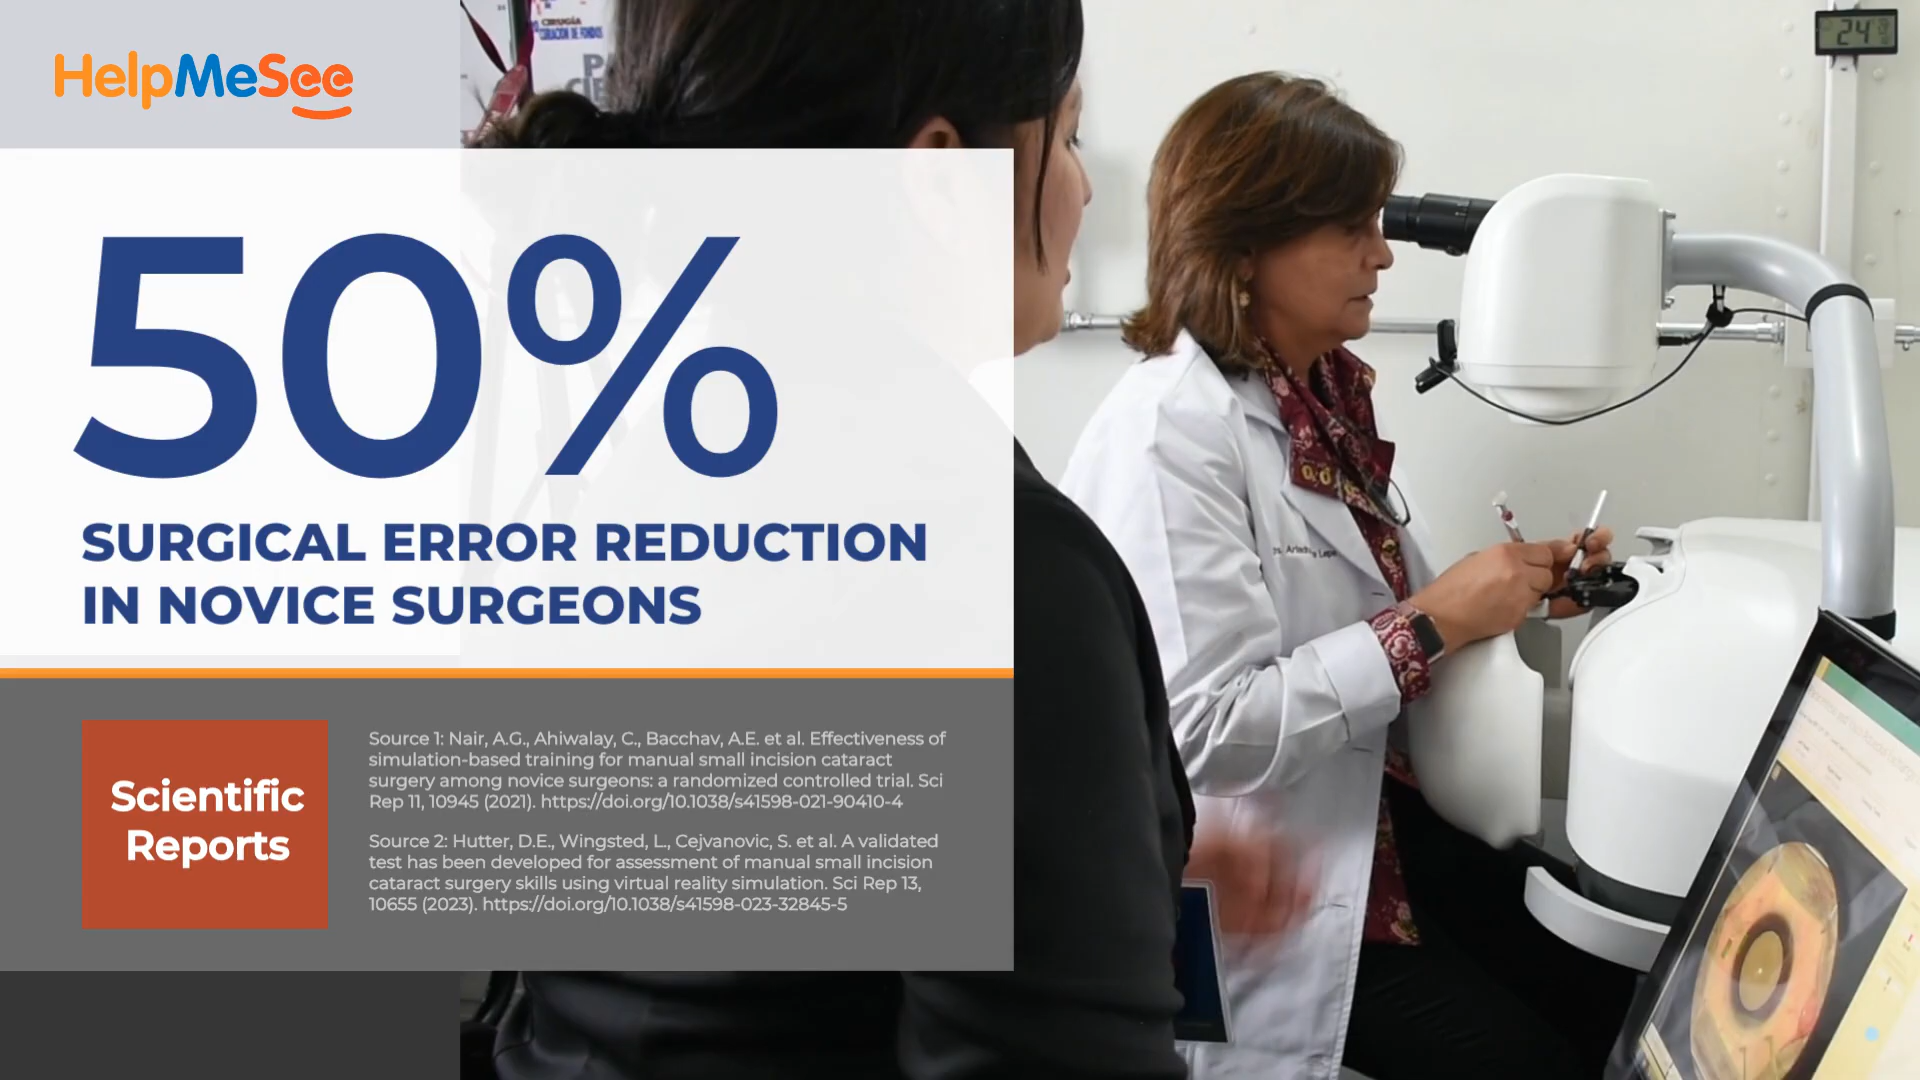 HelpMeSee
CIRUGÍA
24
50%
SURGICAL ERROR REDUCTION
IN NOVICE SURGEONS
Scientific
Reports
Source 1: Nair, A.G., Ahiwalay, C., Bacchav, A.E. et al. Effectiveness of
simulation-based training for manual small incision cataract
surgery among novice surgeons: a randomized controlled trial. Sci
Rep 11, 10945 (2021). https://doi.org/10.1038/s41598-021-90410-4
Source 2: Hutter, D.E., Wingsted, L., Cejvanovic, S. et al. A validated
test has been developed for assessment of manual small incision
cataract surgery skills using virtual reality simulation. Sci Rep 13,
10655 (2023). https://doi.org/10.1038/s41598-023-32845-5